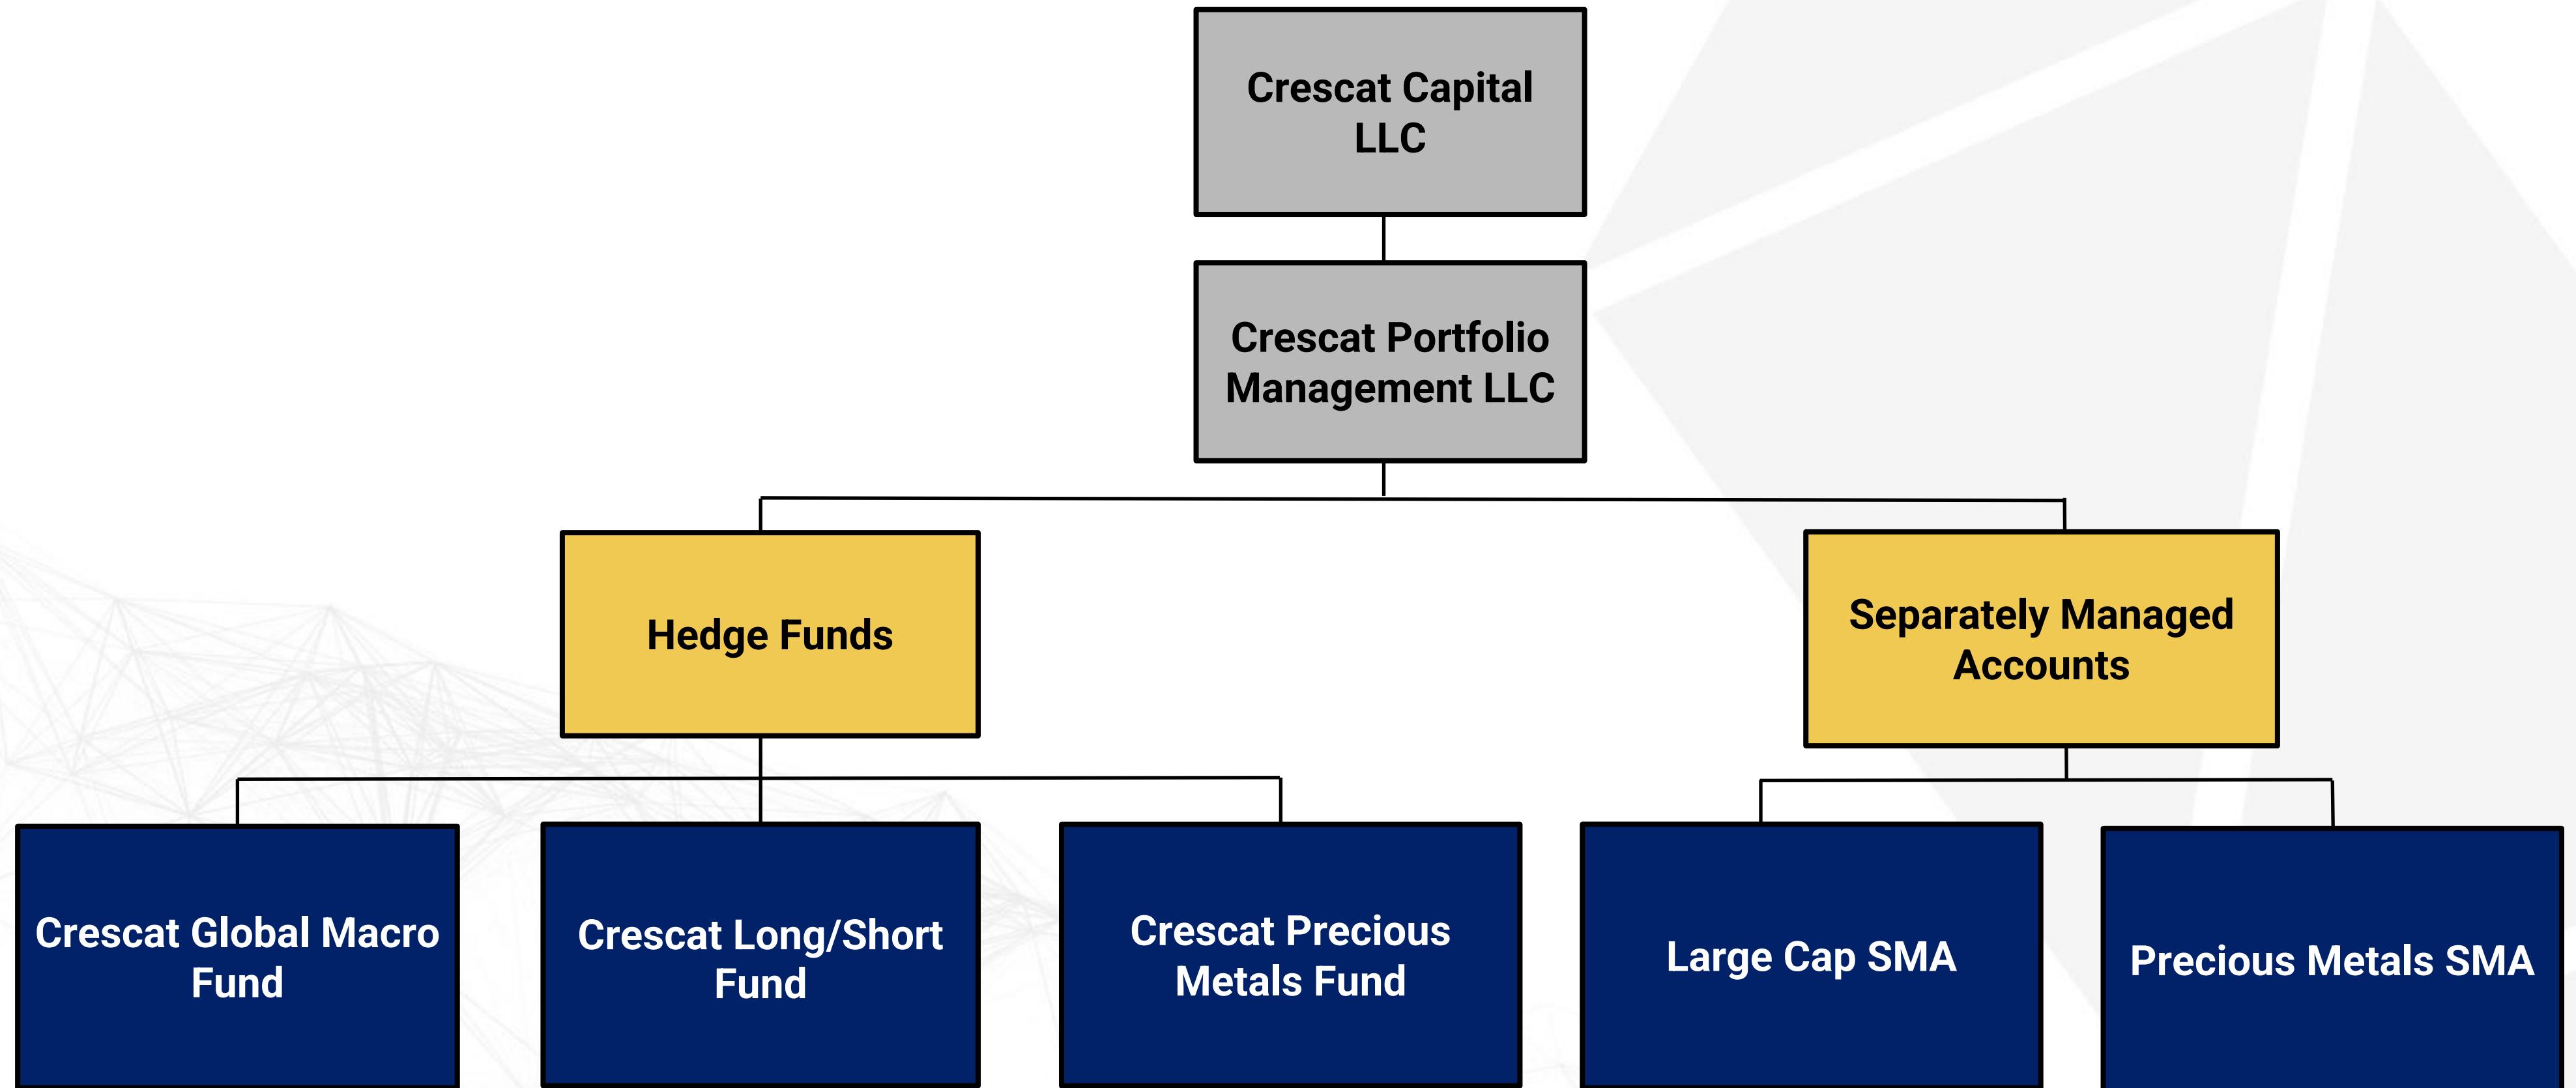 Crescat Capital
LLC
Crescat Portfolio
Management LLC
Hedge Funds
Separately Managed
Accounts
Crescat Global Macro
Fund
Crescat Long/Short
Fund
Crescat Precious
Metals Fund
Large Cap SMA
Precious Metals SMA